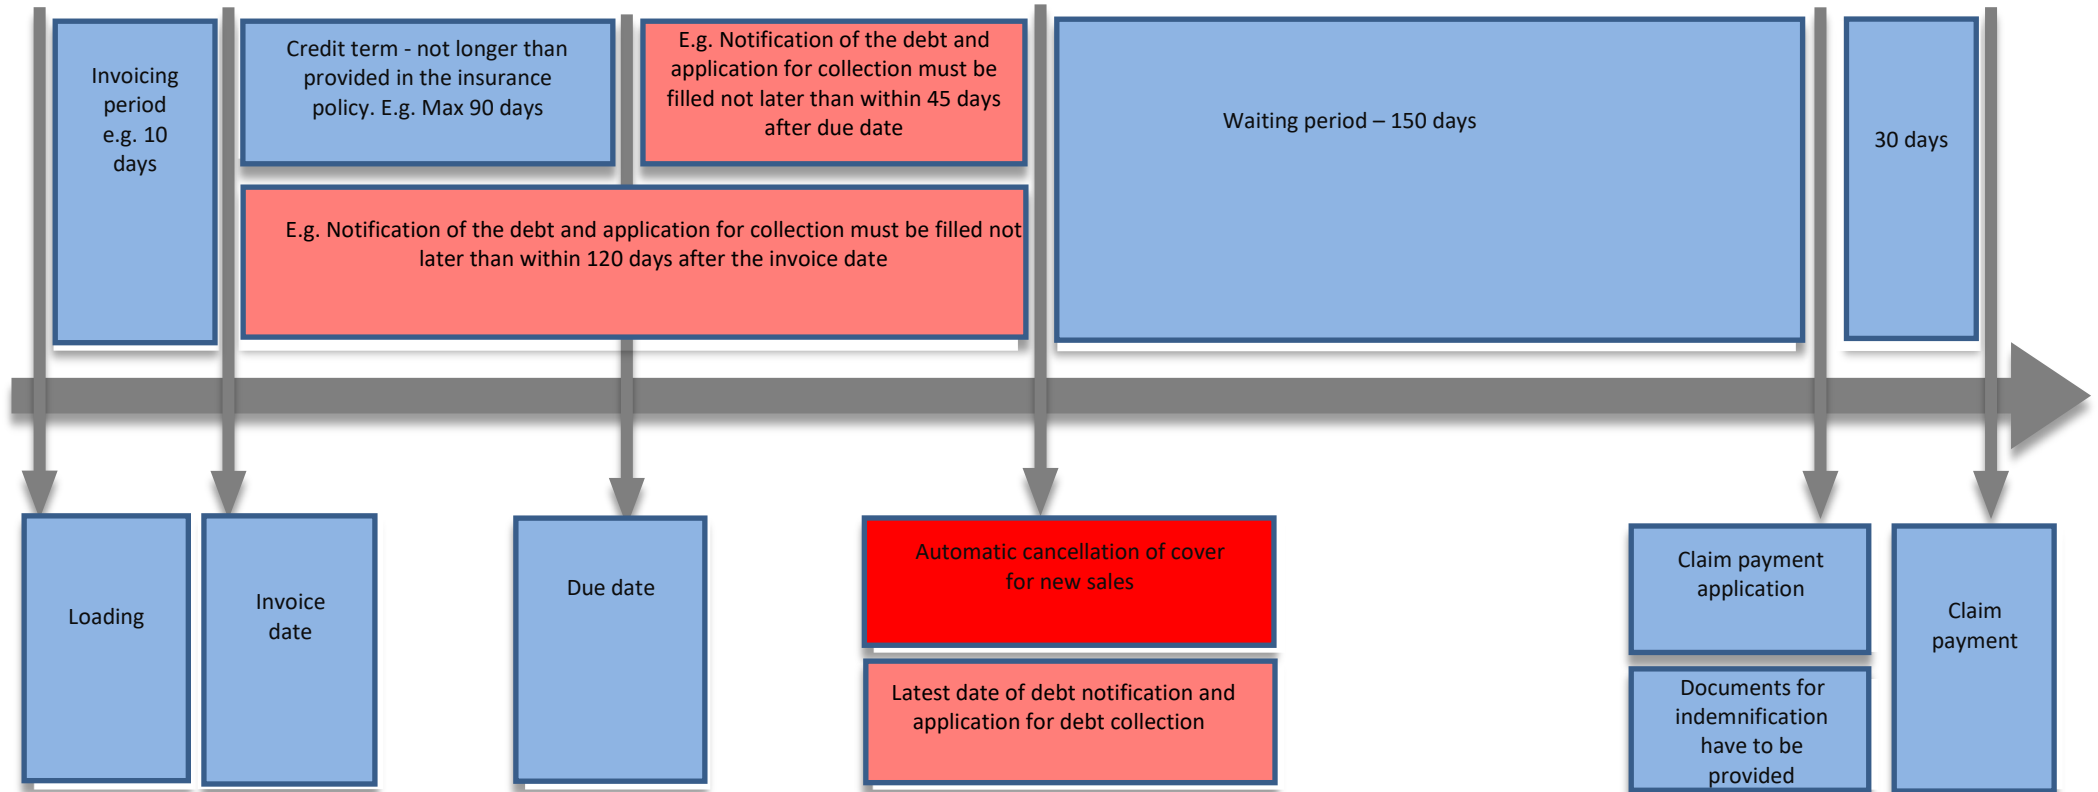 Invoicing
period
e.g. 10
days
Credit term - not longer than
provided in the insurance
policy. E.g. Max 90 days
E.g. Notification of the debt and
application for collection must be
filled not later than within 45 days
after due date
E.g. Notification of the debt and application for collection must be filled not
later than within 120 days after the invoice date
Waiting period – 150 days
30 days
Loading
Invoice
date
Due date
Automatic cancellation of cover
for new sales
Latest date of debt notification and
application for debt collection
Claim payment
application
Documents for
indemnification
have to be
provided
Claim
payment